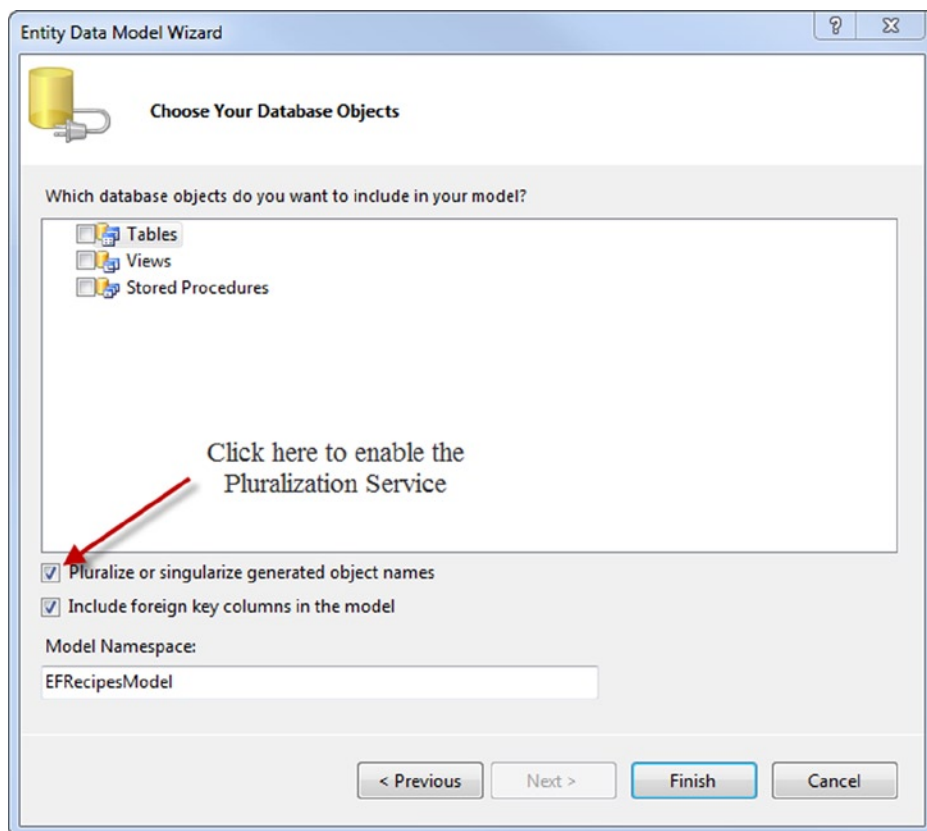 Entity Data Model Wizard
Choose Your Database Objects
Which database objects do you want to include in your model?
Tables
Views
Stored Procedures
Click here to enable the
Pluralization Service
Pluralize or singularize generated object names
Include foreign key columns in the model
Model Namespace:
EFRecipesModel
< Previous
Next >
Finish
Cancel